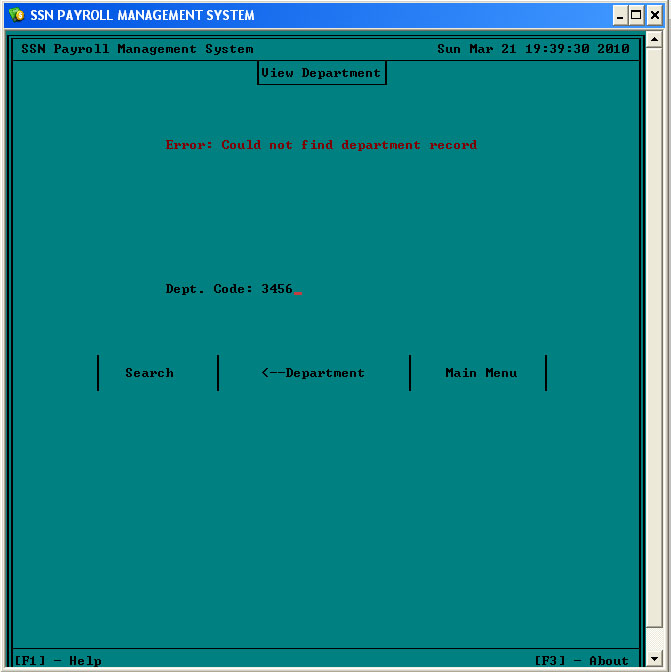 SSN PAYROLL MANAGEMENT SYSTEM
SSN Payroll Management System Sun Mar 21 19:39:30 2010
View Department
Error: Could not find department record
Dept. Code: 3456_
Search <--Department Main Menu
[F1] - Help [F3] - About